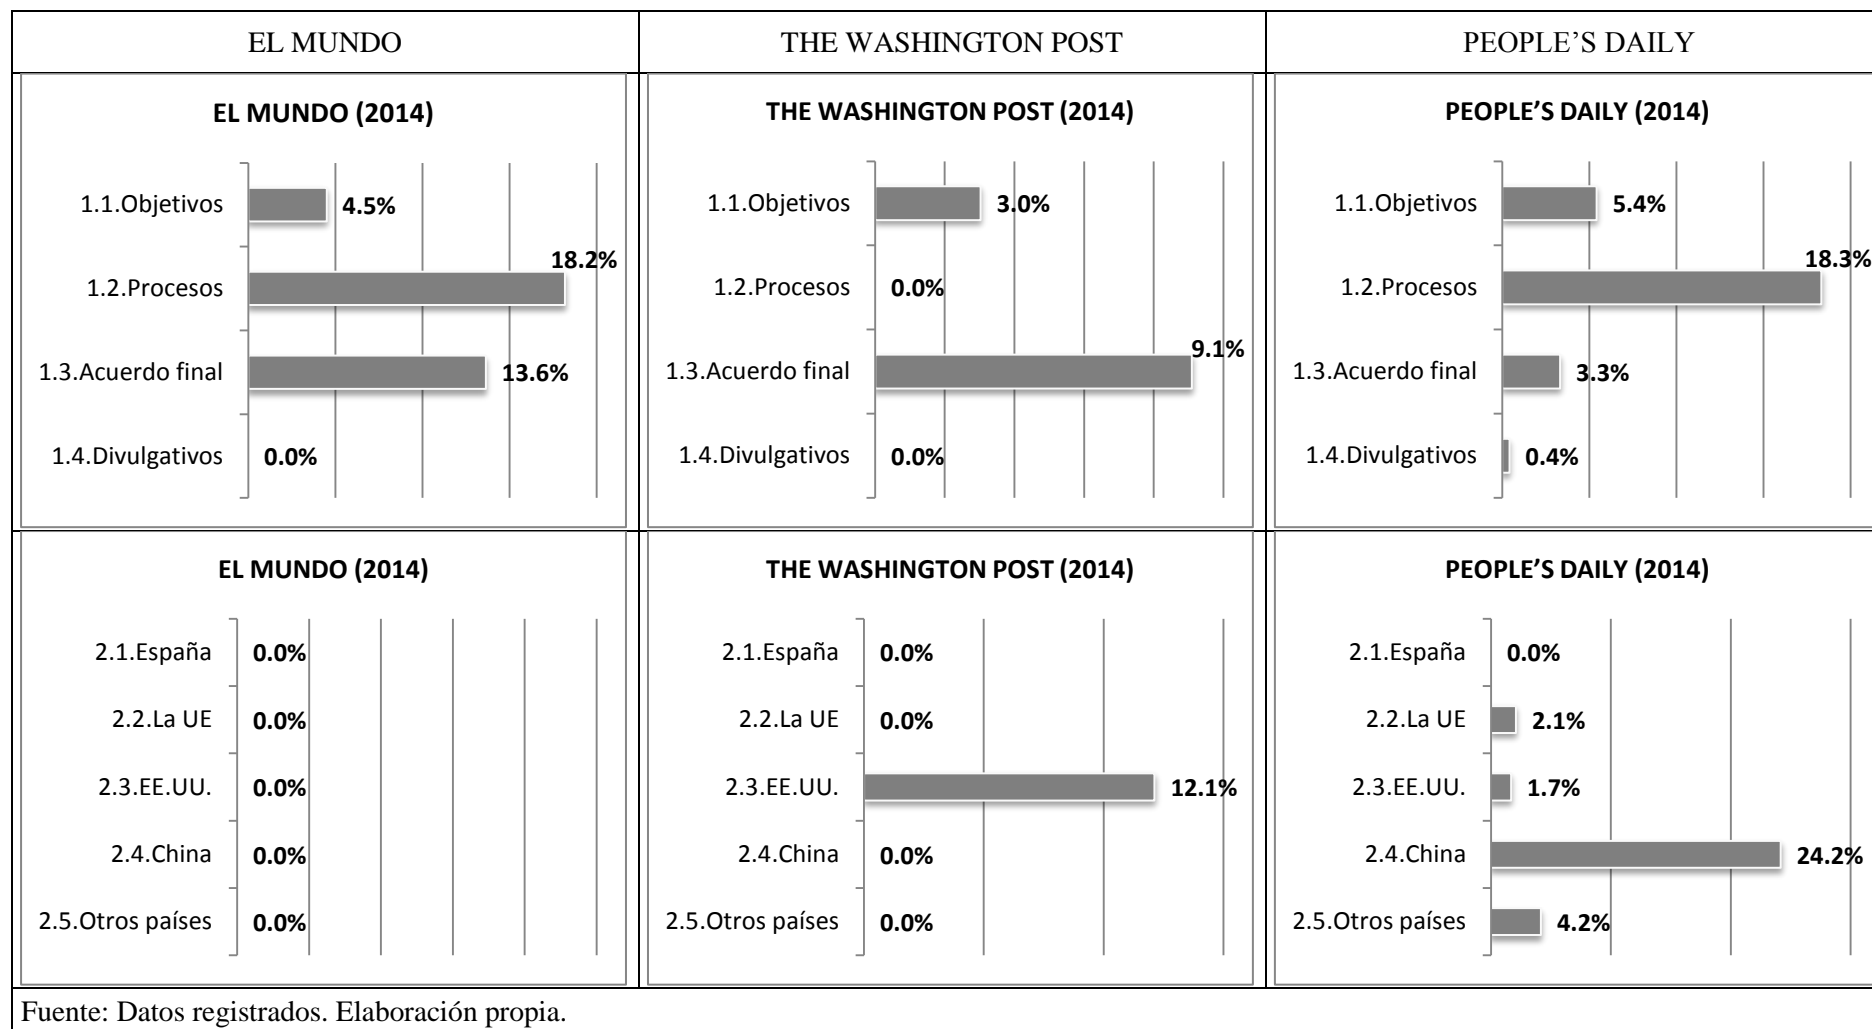 EL MUNDO
THE WASHINGTON POST
PEOPLE’S DAILY
EL MUNDO (2014)
1.1.Objetivos 4.5%
1.2.Procesos 18.2%
1.3.Acuerdo final 13.6%
1.4.Divulgativos 0.0%
THE WASHINGTON POST (2014)
1.1.Objetivos 3.0%
1.2.Procesos 0.0%
1.3.Acuerdo final 9.1%
1.4.Divulgativos 0.0%
PEOPLE’S DAILY (2014)
1.1.Objetivos 5.4%
1.2.Procesos 18.3%
1.3.Acuerdo final 3.3%
1.4.Divulgativos 0.4%
EL MUNDO (2014)
2.1.España 0.0%
2.2.La UE 0.0%
2.3.EE.UU. 0.0%
2.4.China 0.0%
2.5.Otros países 0.0%
THE WASHINGTON POST (2014)
2.1.España 0.0%
2.2.La UE 0.0%
2.3.EE.UU. 12.1%
2.4.China 0.0%
2.5.Otros países 0.0%
PEOPLE’S DAILY (2014)
2.1.España 0.0%
2.2.La UE 2.1%
2.3.EE.UU. 1.7%
2.4.China 24.2%
2.5.Otros países 4.2%
Fuente: Datos registrados. Elaboración propia.